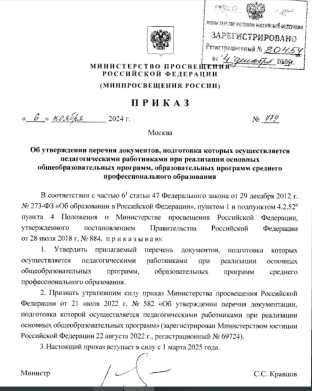 МИНИСТЕРСТВО ЮСТИЦИИ РОССИЙСКОЙ ФЕДЕРАЦИИ
ЗАРЕГИСТРИРОВАНО
Регистрационный № 
от "4" декабря 2024.
МИНИСТЕРСТВО ПРОСВЕЩЕНИЯ
РОССИЙСКОЙ ФЕДЕРАЦИИ
(МИНПРОСВЕЩЕНИЯ РОССИИ)
ПРИКАЗ
« 6 » ноября 2024 г. № 779
Москва
Об утверждении перечня документов, подготовка которых осуществляется
педагогическими работниками при реализации основных
общеобразовательных программ, образовательных программ среднего
профессионального образования
В соответствии с частью 6¹ статьи 47 Федерального закона от 29 декабря 2012 г.
№ 273-ФЗ «Об образовании в Российской Федерации», пунктом 1 и подпунктом
пункта 4 Положения о Министерстве просвещения Российской Федерации,
утвержденного постановлением Правительства Российской Федерации
от 28 июля 2018 г. № 884, приказываю:
1. Утвердить прилагаемый перечень документов, подготовка которых
осуществляется педагогическими работниками при реализации основных
общеобразовательных программ, образовательных программ среднего
профессионального образования.
2. Признать утратившим силу приказ Министерства просвещения Российской
Федерации от 21 июля 2022 г. № 582 «Об утверждении перечня документации,
подготовка которой осуществляется педагогическими работниками при реализации
основных общеобразовательных программ» (зарегистрирован Министерством юстиции
Российской Федерации 22 августа 2022 г., регистрационный № 69724).
3. Настоящий приказ вступает в силу с 1 марта 2025 года.
Министр С.С. Кравцов